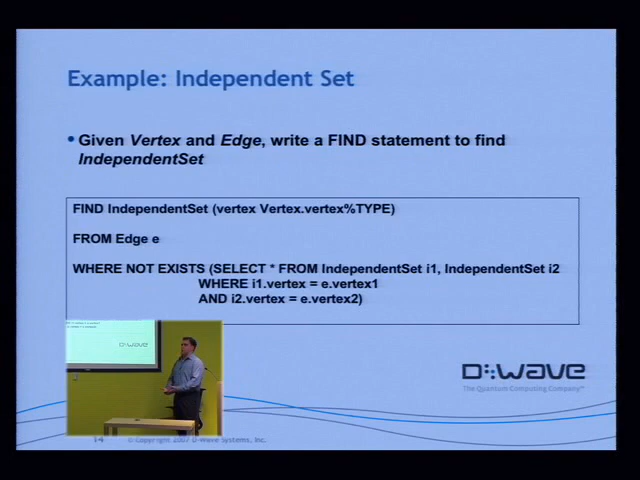 Example: Independent Set
• Given Vertex and Edge, write a FIND statement to find
IndependentSet
FIND IndependentSet (vertex Vertex.vertex%TYPE)
FROM Edge e
WHERE NOT EXISTS (SELECT * FROM IndependentSet i1, IndependentSet i2
WHERE i1.vertex = e.vertex1
AND i2.vertex = e.vertex2)
D:wave
D:wave
The Quantum Computing Company™
14 © Copyright 2007 D-Wave Systems, Inc.